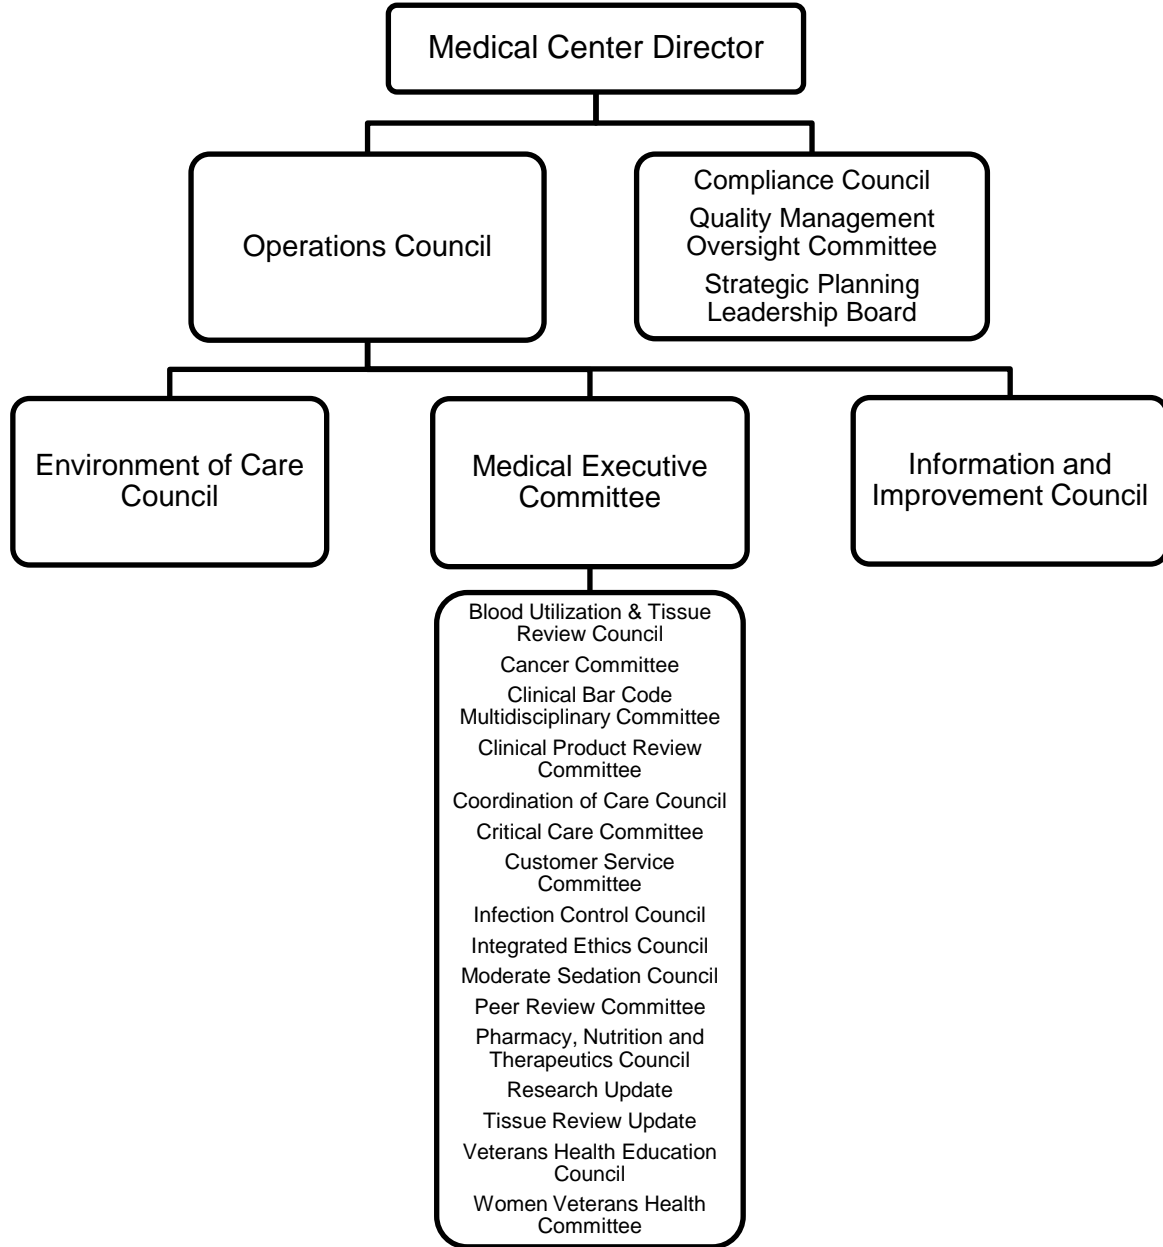 Medical Center Director
Operations Council
Compliance Council
Quality Management
Oversight Committee
Strategic Planning
Leadership Board
Environment of Care
Council
Medical Executive
Committee
Information and
Improvement Council
Blood Utilization & Tissue
Review Council
Cancer Committee
Clinical Bar Code
Multidisciplinary Committee
Clinical Product Review
Committee
Coordination of Care Council
Critical Care Committee
Customer Service
Committee
Infection Control Council
Integrated Ethics Council
Moderate Sedation Council
Peer Review Committee
Pharmacy, Nutrition and
Therapeutics Council
Research Update
Tissue Review Update
Veterans Health Education
Council
Women Veterans Health
Committee